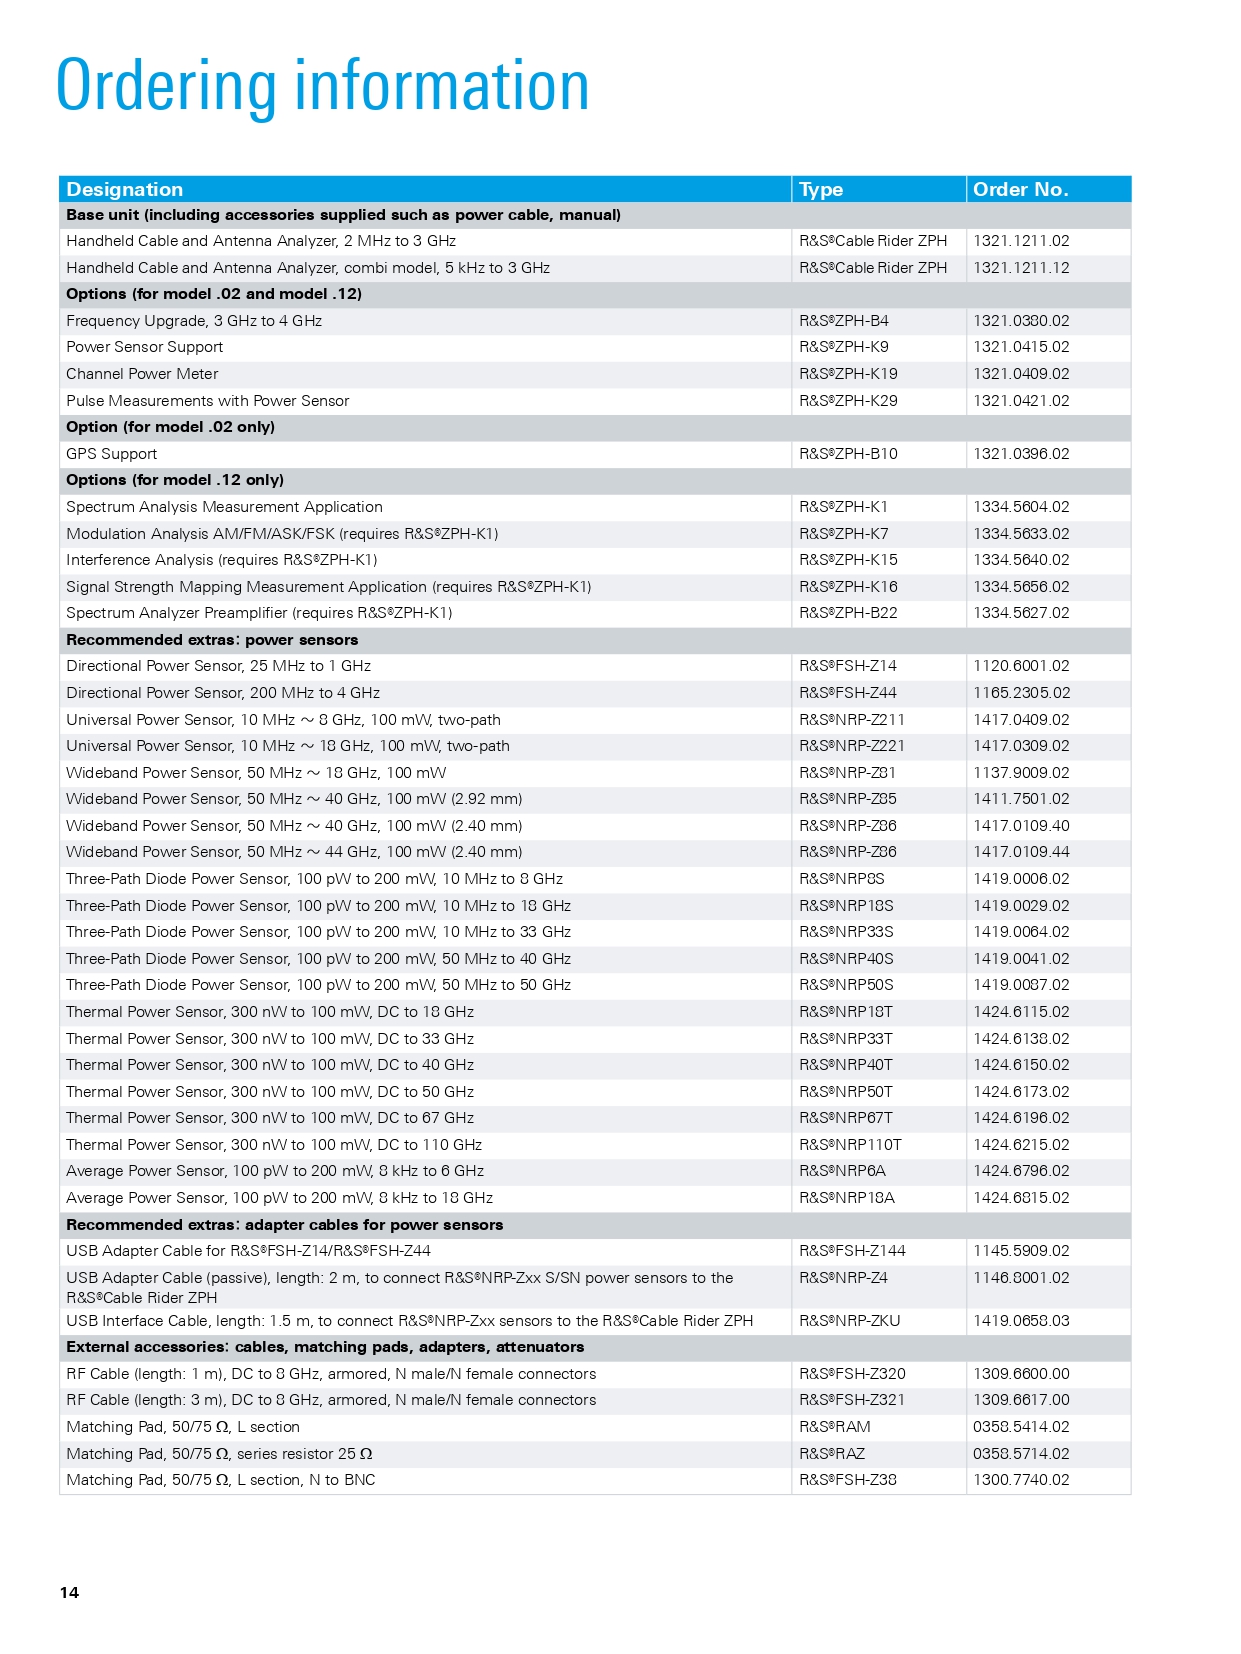 Ordering information
Designation Type Order No.
Base unit (including accessories supplied such as power cable, manual)
Handheld Cable and Antenna Analyzer, 2 MHz to 3 GHz R&S®Cable Rider ZPH 1321.1211.02
Handheld Cable and Antenna Analyzer, combi model, 5 kHz to 3 GHz R&S®Cable Rider ZPH 1321.1211.12
Options (for model .02 and model .12)
Frequency Upgrade, 3 GHz to 4 GHz R&S®ZPH-B4 1321.0380.02
Power Sensor Support R&S®ZPH-K9 1321.0415.02
Channel Power Meter R&S®ZPH-K19 1321.0409.02
Pulse Measurements with Power Sensor R&S®ZPH-K29 1321.0421.02
Option (for model .02 only)
GPS Support R&S®ZPH-B10 1321.0396.02
Options (for model .12 only)
Spectrum Analysis Measurement Application R&S®ZPH-K1 1334.5604.02
Modulation Analysis AM/FM/ASK/FSK (requires R&S®ZPH-K1) R&S®ZPH-K7 1334.5633.02
Interference Analysis (requires R&S®ZPH-K1) R&S®ZPH-K15 1334.5640.02
Signal Strength Mapping Measurement Application (requires R&S®ZPH-K1) R&S®ZPH-K16 1334.5656.02
Spectrum Analyzer Preamplifier (requires R&S®ZPH-K1) R&S®ZPH-B22 1334.5627.02
Recommended extras: power sensors
Directional Power Sensor, 25 MHz to 1 GHz R&S®FSH-Z14 1120.6001.02
Directional Power Sensor, 200 MHz to 4 GHz R&S®FSH-Z44 1165.2305.02
Universal Power Sensor, 10 MHz ～ 8 GHz, 100 mW, two-path R&S®NRP-Z211 1417.0409.02
Universal Power Sensor, 10 MHz ～ 18 GHz, 100 mW, two-path R&S®NRP-Z221 1417.0309.02
Wideband Power Sensor, 50 MHz ～ 18 GHz, 100 mW R&S®NRP-Z81 1137.9009.02
Wideband Power Sensor, 50 MHz ～ 40 GHz, 100 mW (2.92 mm) R&S®NRP-Z85 1411.7501.02
Wideband Power Sensor, 50 MHz ～ 40 GHz, 100 mW (2.40 mm) R&S®NRP-Z86 1417.0109.40
Wideband Power Sensor, 50 MHz ～ 44 GHz, 100 mW (2.40 mm) R&S®NRP-Z86 1417.0109.44
Three-Path Diode Power Sensor, 100 pW to 200 mW, 10 MHz to 8 GHz R&S®NRP8S 1419.0006.02
Three-Path Diode Power Sensor, 100 pW to 200 mW, 10 MHz to 18 GHz R&S®NRP18S 1419.0029.02
Three-Path Diode Power Sensor, 100 pW to 200 mW, 10 MHz to 33 GHz R&S®NRP33S 1419.0064.02
Three-Path Diode Power Sensor, 100 pW to 200 mW, 50 MHz to 40 GHz R&S®NRP40S 1419.0041.02
Three-Path Diode Power Sensor, 100 pW to 200 mW, 50 MHz to 50 GHz R&S®NRP50S 1419.0087.02
Thermal Power Sensor, 300 nW to 100 mW, DC to 18 GHz R&S®NRP18T 1424.6115.02
Thermal Power Sensor, 300 nW to 100 mW, DC to 33 GHz R&S®NRP33T 1424.6138.02
Thermal Power Sensor, 300 nW to 100 mW, DC to 40 GHz R&S®NRP40T 1424.6150.02
Thermal Power Sensor, 300 nW to 100 mW, DC to 50 GHz R&S®NRP50T 1424.6173.02
Thermal Power Sensor, 300 nW to 100 mW, DC to 67 GHz R&S®NRP67T 1424.6196.02
Thermal Power Sensor, 300 nW to 100 mW, DC to 110 GHz R&S®NRP110T 1424.6215.02
Average Power Sensor, 100 pW to 200 mW, 8 kHz to 6 GHz R&S®NRP6A 1424.6796.02
Average Power Sensor, 100 pW to 200 mW, 8 kHz to 18 GHz R&S®NRP18A 1424.6815.02
Recommended extras: adapter cables for power sensors
USB Adapter Cable for R&S®FSH-Z14/R&S®FSH-Z44 R&S®FSH-Z144 1145.5909.02
USB Adapter Cable (passive), length: 2 m, to connect R&S®NRP-Zxx S/SN power sensors to the R&S®NRP-Z4 1146.8001.02
R&S®Cable Rider ZPH
USB Interface Cable, length: 1.5 m, to connect R&S®NRP-Zxx sensors to the R&S®Cable Rider ZPH R&S®NRP-ZKU 1419.0658.03
External accessories: cables, matching pads, adapters, attenuators
RF Cable (length: 1 m), DC to 8 GHz, armored, N male/N female connectors R&S®FSH-Z320 1309.6600.00
RF Cable (length: 3 m), DC to 8 GHz, armored, N male/N female connectors R&S®FSH-Z321 1309.6617.00
Matching Pad, 50/75 Ω, L section R&S®RAM 0358.5414.02
Matching Pad, 50/75 Ω, series resistor 25 Ω R&S®RAZ 0358.5714.02
Matching Pad, 50/75 Ω, L section, N to BNC R&S®FSH-Z38 1300.7740.02
14